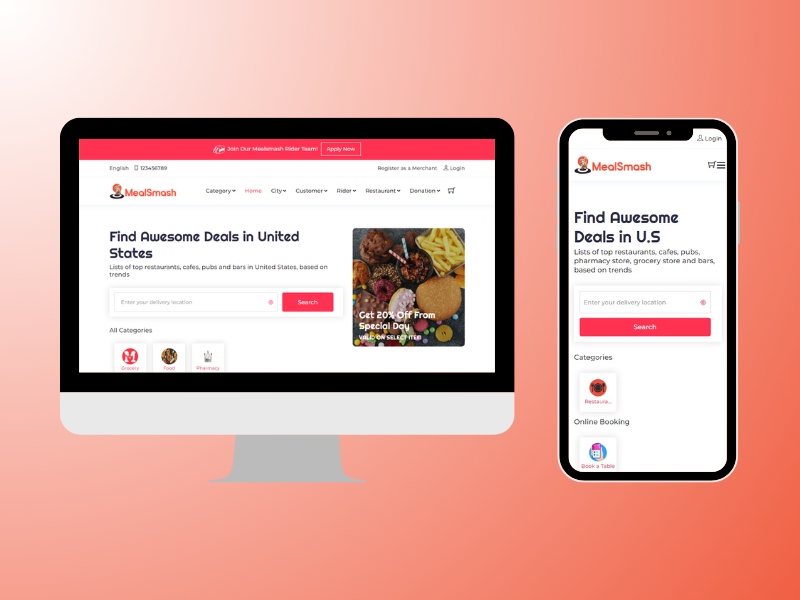 Join Our Mealsmash Rider Team!
Apply Now
English
123456789
Register as a Merchant
Login
MealSmash
Category
Home
City
Customer
Rider
Restaurant
Donation
Find Awesome Deals in United
States
Lists of top restaurants, cafes, pubs and bars in United States, based on
trends
Enter your delivery location
Search
All Categories
Grocery
Food
Pharmacy
Get 20% Off From
Special Day
VALID ON SELECT ITEM
Login
MealSmash
Find Awesome
Deals in U.S
Lists of top restaurants, cafes, pubs,
pharmacy store, grocery store and bars,
based on trends
Enter your delivery location
Search
Categories
Restaura...
Online Booking
Book a Table